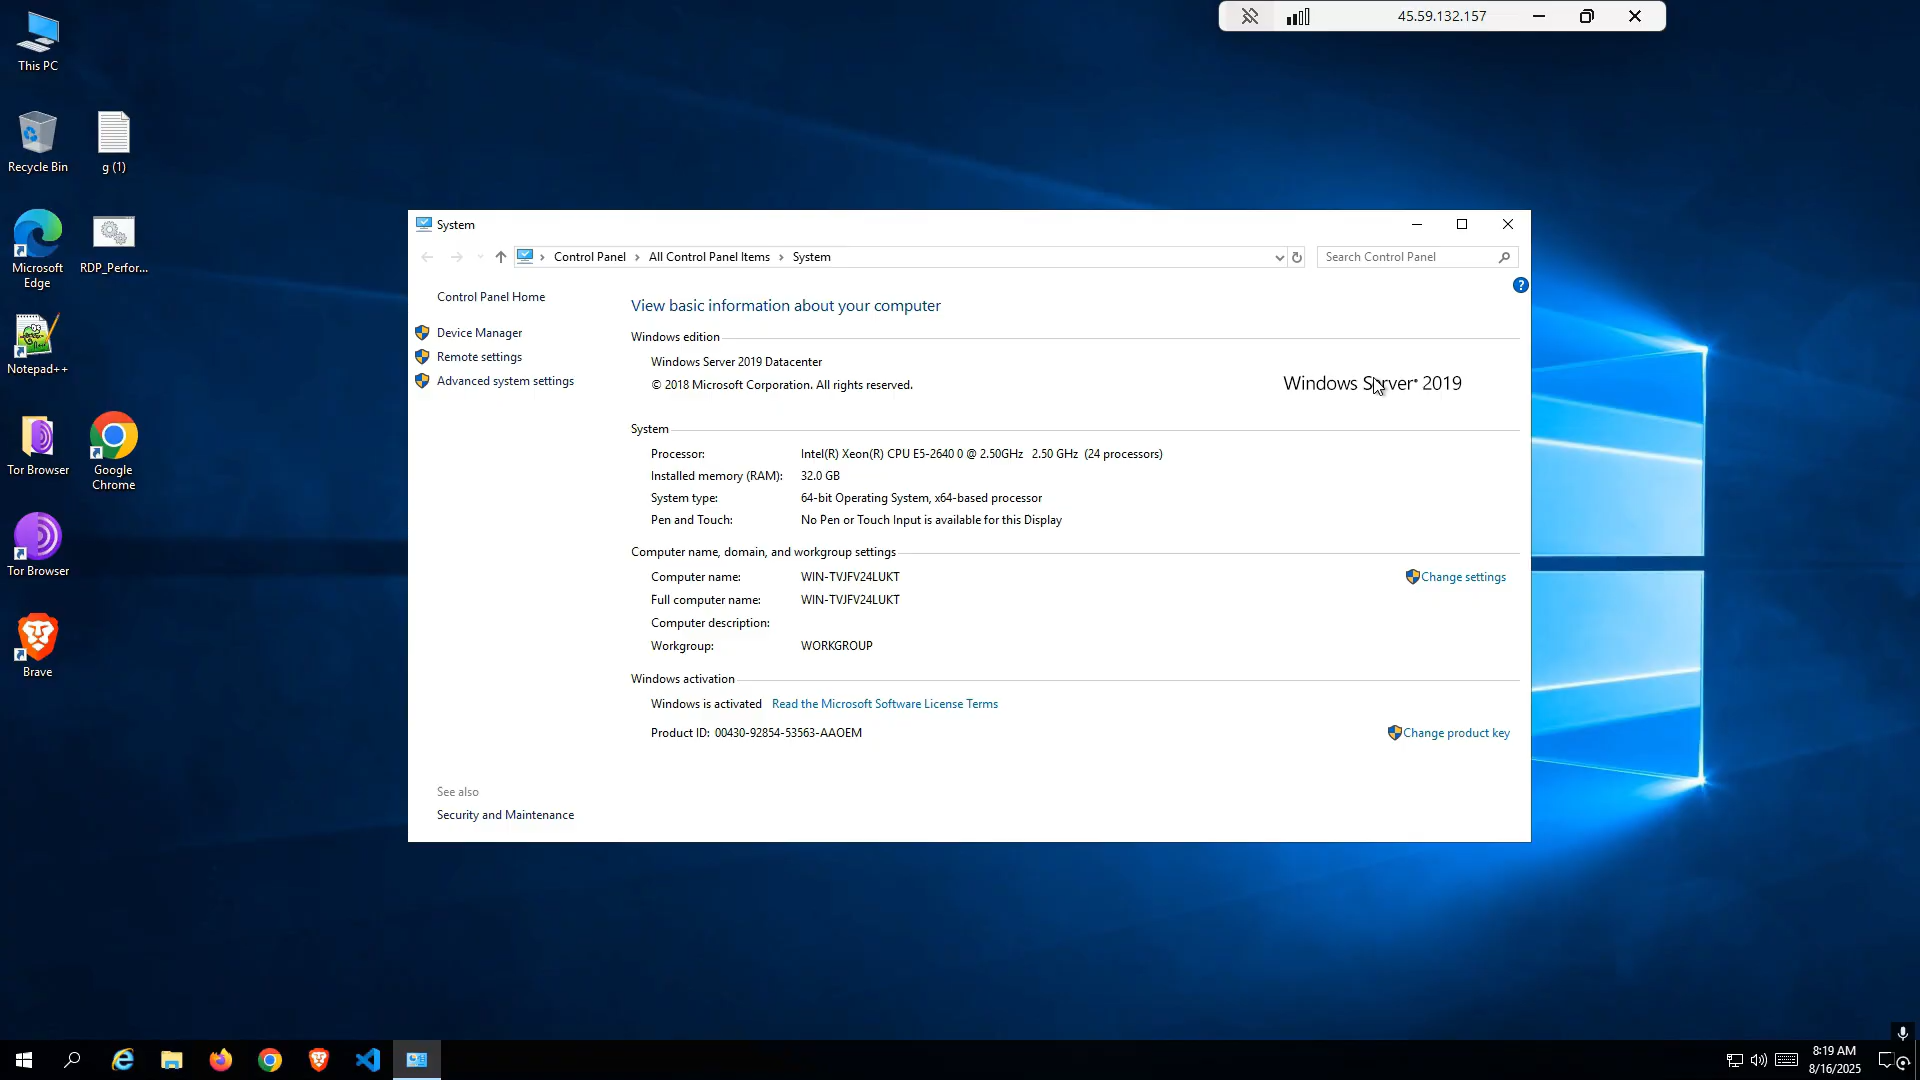 45.59.132.157
This PC
Recycle Bin
g (1)
Microsoft
Edge
RDP_Perfor...
Notepad++
Tor Browser
Google
Chrome
Tor Browser
Brave
System
Control Panel > All Control Panel Items > System
Search Control Panel
Control Panel Home
Device Manager
Remote settings
Advanced system settings
See also
Security and Maintenance
View basic information about your computer
Windows edition
Windows Server 2019 Datacenter
© 2018 Microsoft Corporation. All rights reserved.
Windows Server® 2019
System
Processor: Intel(R) Xeon(R) CPU E5-2640 0 @ 2.50GHz 2.50 GHz (24 processors)
Installed memory (RAM): 32.0 GB
System type: 64-bit Operating System, x64-based processor
Pen and Touch: No Pen or Touch Input is available for this Display
Computer name, domain, and workgroup settings
Computer name: WIN-TVJFV24LUKT
Change settings
Full computer name: WIN-TVJFV24LUKT
Computer description:
Workgroup: WORKGROUP
Windows activation
Windows is activated Read the Microsoft Software License Terms
Product ID: 00430-92854-53563-AAOEM
Change product key
8:19 AM
8/16/2025